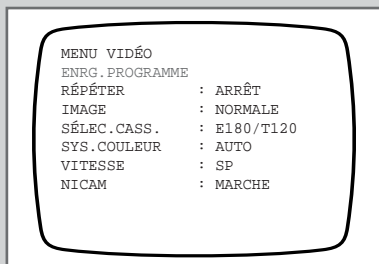 MENU VIDÉO
ENRG.PROGRAMME
RÉPÉTER : ARRÊT
IMAGE : NORMALE
SÉLEC.CASS. : E180/T120
SYS.COULEUR : AUTO
VITESSE : SP
NICAM : MARCHE